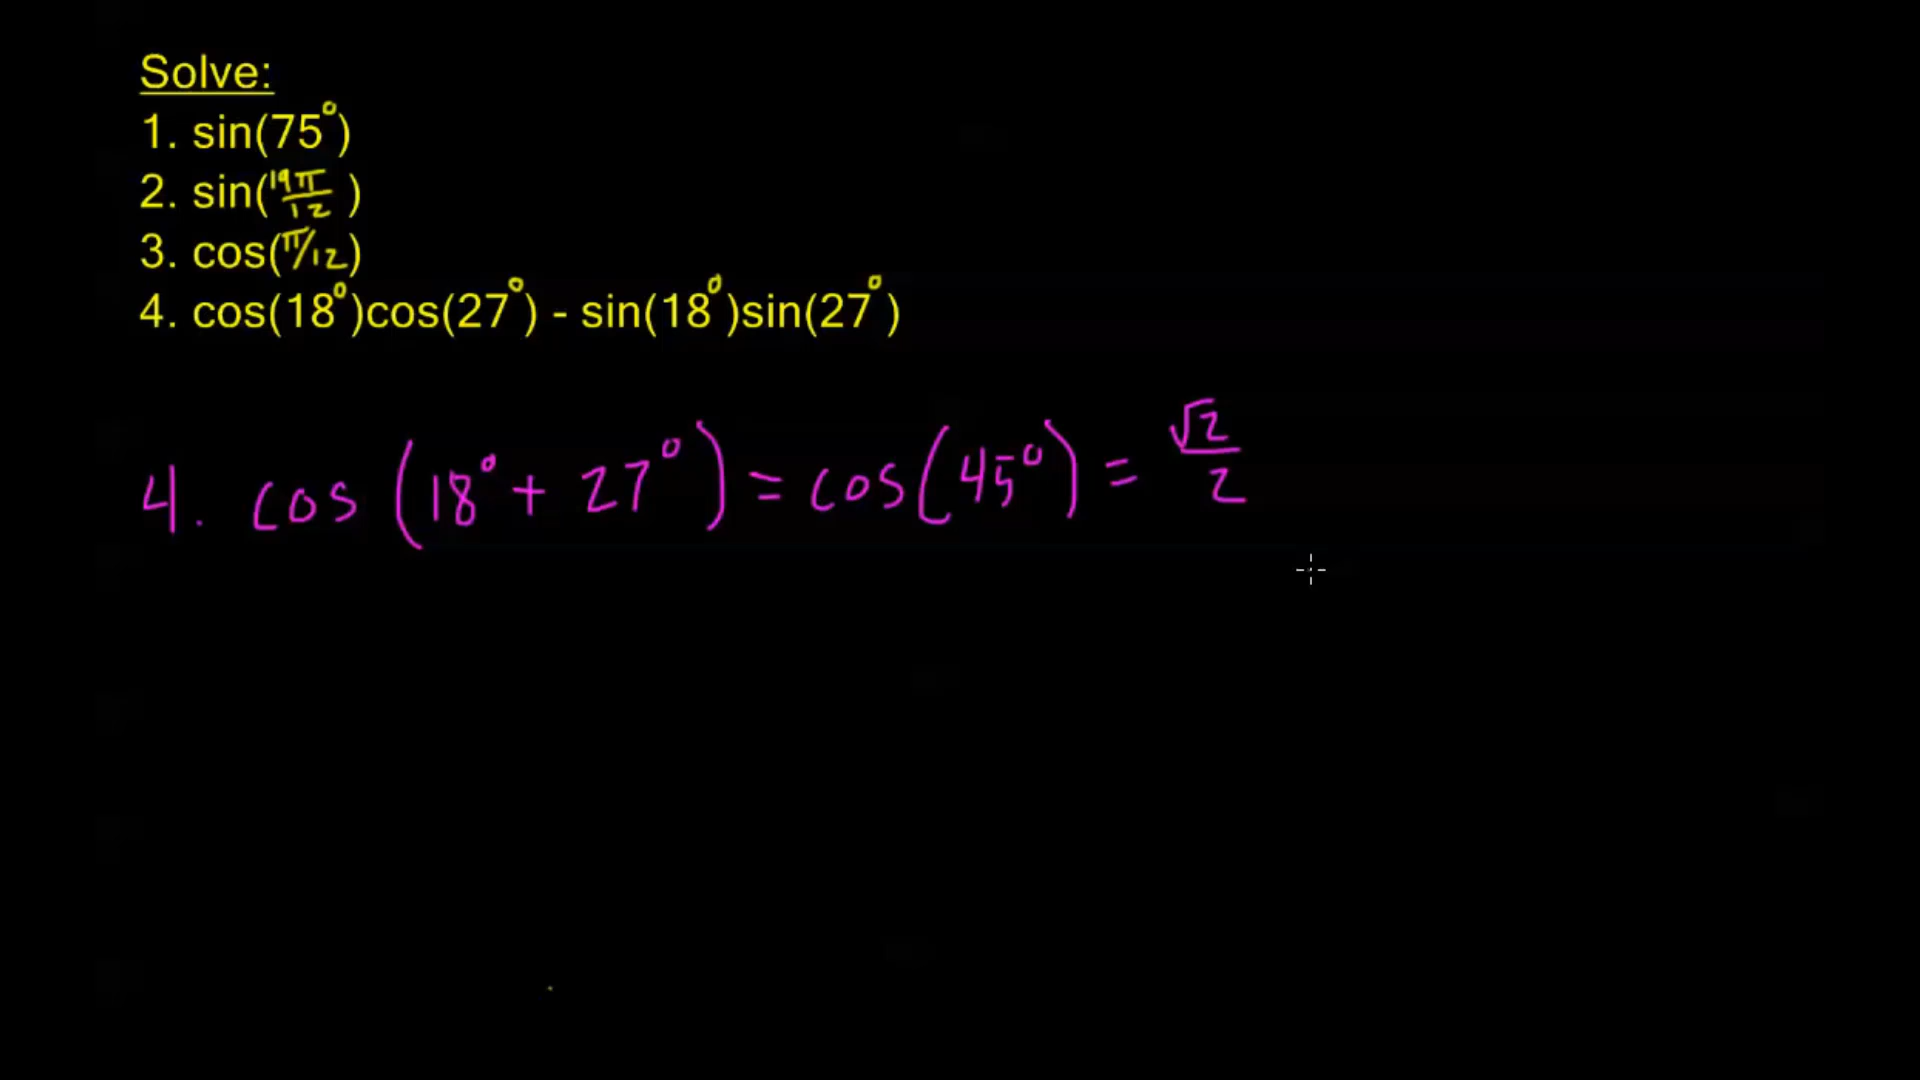 Solve:
1. sin(75°)
2. sin(19π/12)
3. cos(π/12)
4. cos(18°)cos(27°) - sin(18°)sin(27°)
4. cos(18° + 27°) = cos(45°) = √2/2